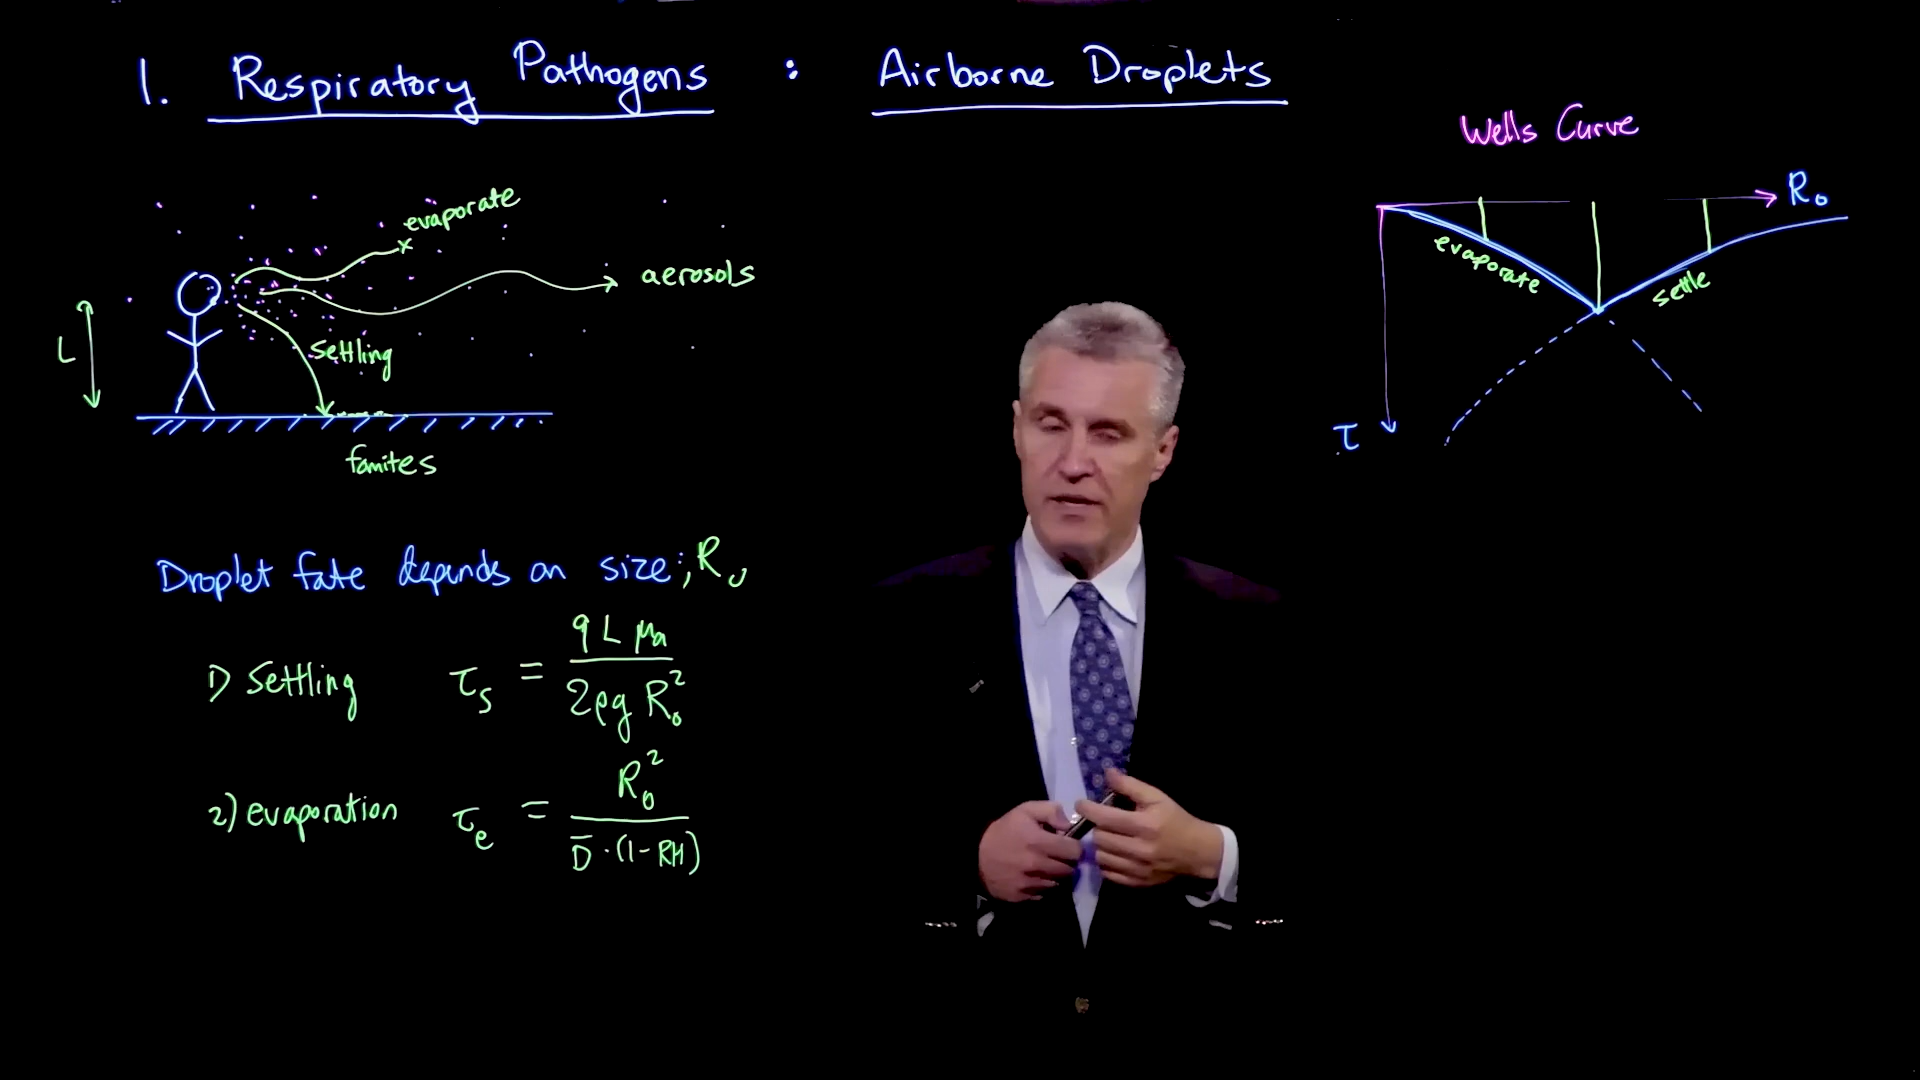 1. Respiratory Pathogens : Airborne Droplets
Wells Curve
R₀
evaporate
settle
τ
evaporate
aerosols
settling
L
fomites
Droplet fate depends on size; R₀
1) Settling τₛ = 9 L μₐ / 2ρg R₀²
2) evaporation τₑ = R₀² / D̅ · (1 - RH)